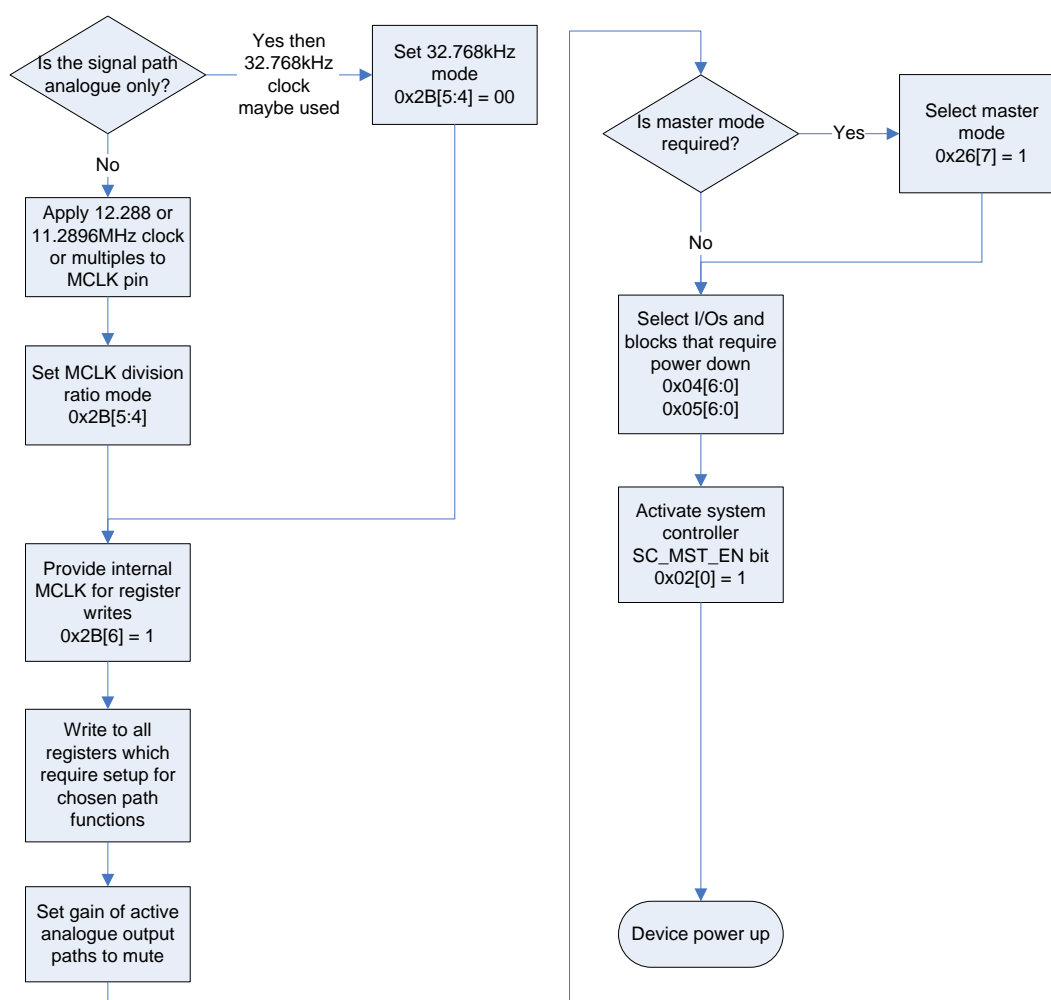 Is the signal path
analogue only?
Yes then
32.768kHz
clock
maybe used
Set 32.768kHz
mode
0x2B[5:4] = 00
No
Apply 12.288 or
11.2896MHz clock
or multiples to
MCLK pin
Set MCLK division
ratio mode
0x2B[5:4]
Provide internal
MCLK for register
writes
0x2B[6] = 1
Write to all
registers which
require setup for
chosen path
functions
Set gain of active
analogue output
paths to mute
Is master mode
required?
Yes
Select master
mode
0x26[7] = 1
No
Select I/Os and
blocks that require
power down
0x04[6:0]
0x05[6:0]
Activate system
controller
SC_MST_EN bit
0x02[0] = 1
Device power up